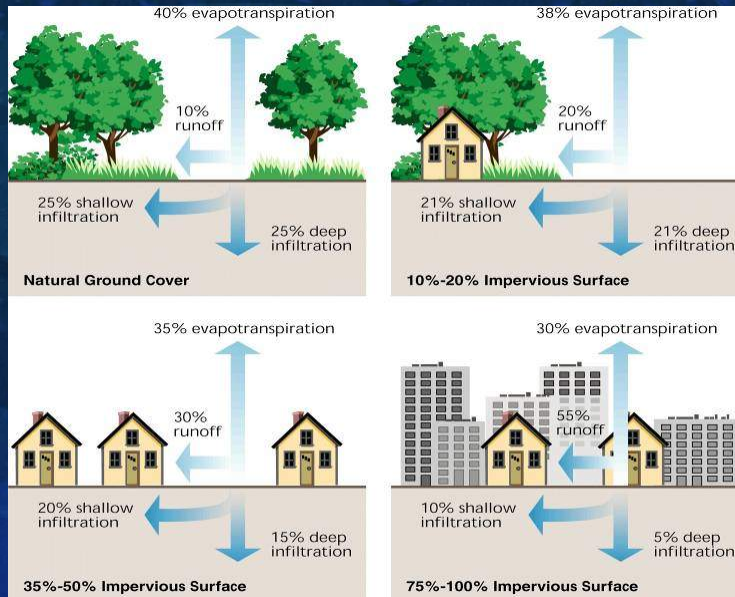 40% evapotranspiration
10%
runoff
25% shallow
infiltration
25% deep
infiltration
Natural Ground Cover
38% evapotranspiration
20%
runoff
21% shallow
infiltration
21% deep
infiltration
10%-20% Impervious Surface
35% evapotranspiration
30%
runoff
20% shallow
infiltration
15% deep
infiltration
35%-50% Impervious Surface
30% evapotranspiration
55%
runoff
10% shallow
infiltration
5% deep
infiltration
75%-100% Impervious Surface